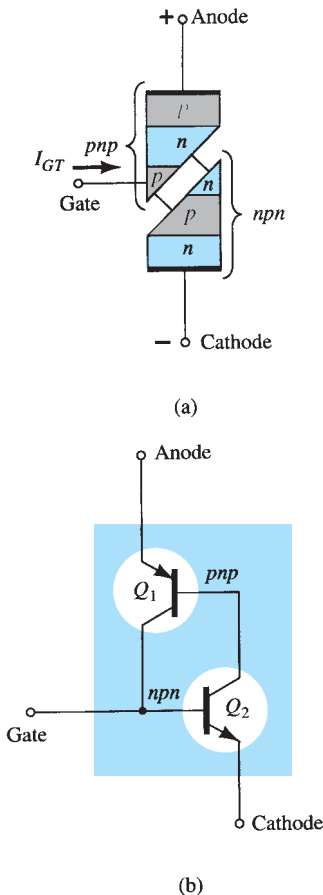 + Anode
p
pnp
n
I_GT
p
n
Gate
p
npn
n
− Cathode
(a)
Anode
Q1
pnp
npn
Q2
Gate
Cathode
(b)